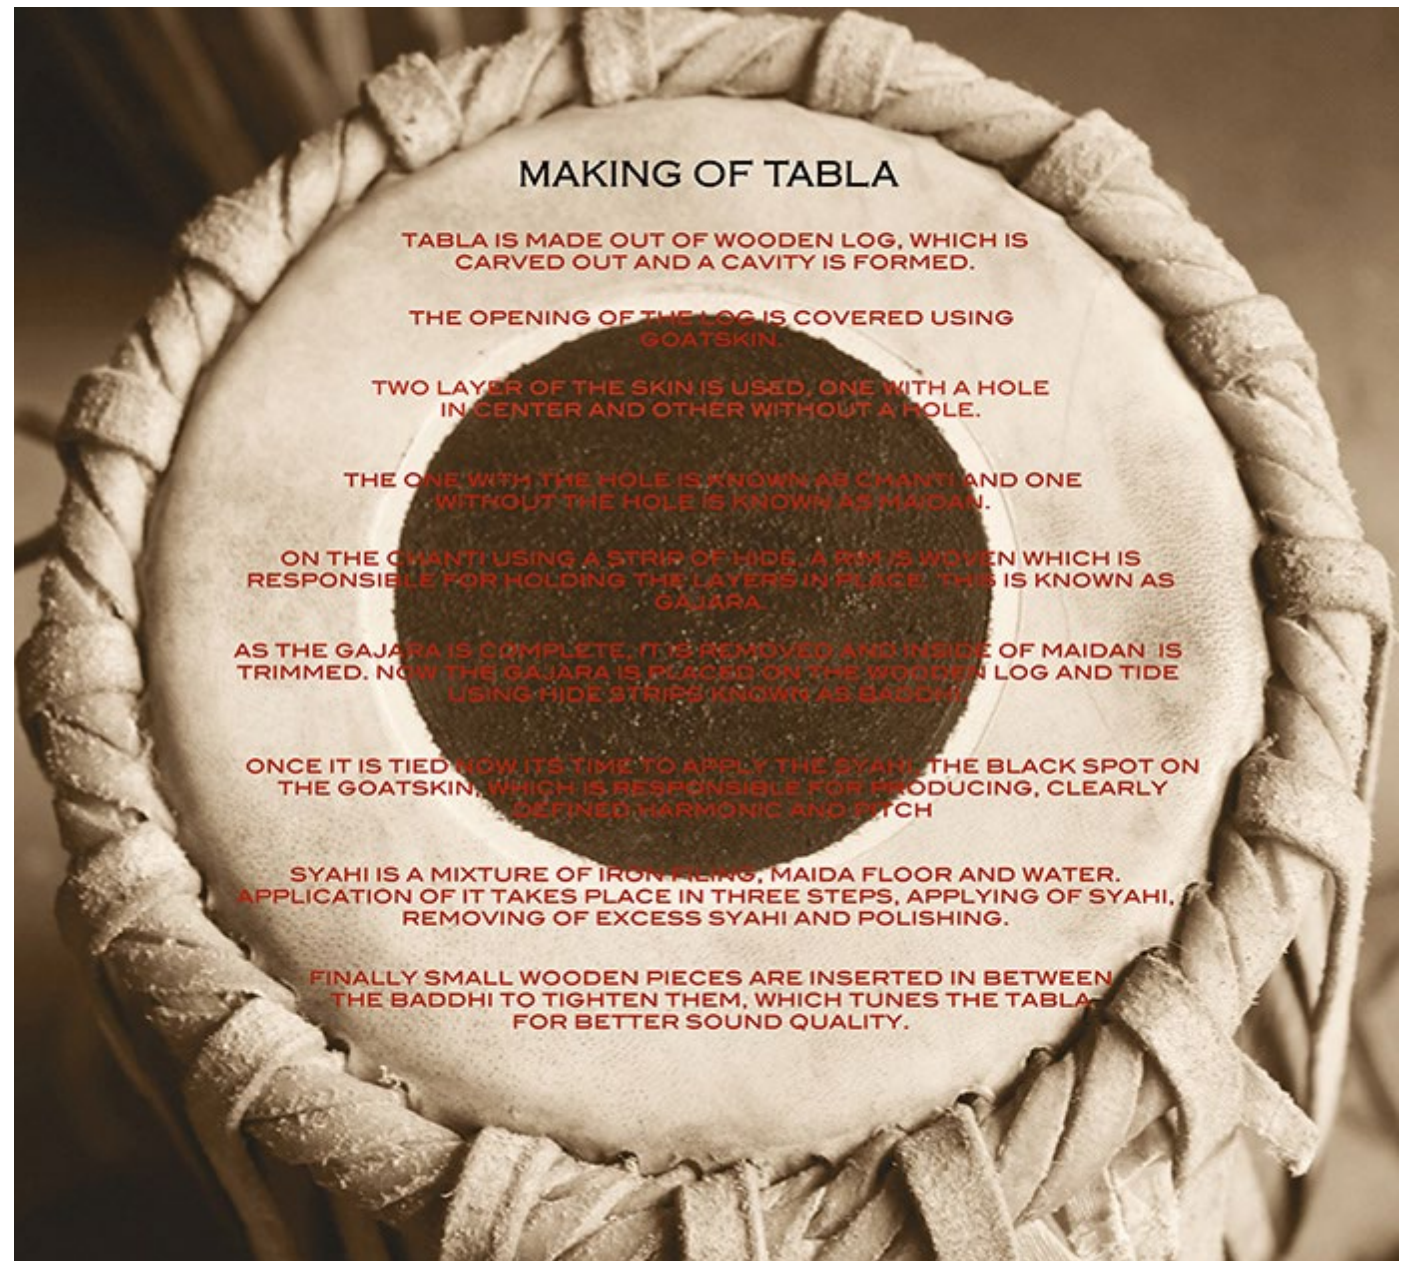 MAKING OF TABLA
TABLA IS MADE OUT OF WOODEN LOG, WHICH IS
CARVED OUT AND A CAVITY IS FORMED.
THE OPENING OF THE LOG IS COVERED USING
GOATSKIN.
TWO LAYER OF THE SKIN IS USED, ONE WITH A HOLE
IN CENTER AND OTHER WITHOUT A HOLE.
THE ONE WITH THE HOLE IS KNOWN AS CHANTI AND ONE
WITHOUT THE HOLE IS KNOWN AS MAIDAN.
ON THE CHANTI USING A STRIP OF HIDE, A RIM IS WOVEN WHICH IS
RESPONSIBLE FOR HOLDING THE LAYERS IN PLACE. THIS IS KNOWN AS
GAJARA.
AS THE GAJARA IS COMPLETE, IT IS REMOVED AND INSIDE OF MAIDAN IS
TRIMMED. NOW THE GAJARA IS PLACED ON THE WOODEN LOG AND TIDE
USING HIDE STRIPS KNOWN AS BADDHI.
ONCE IT IS TIED NOW ITS TIME TO APPLY THE SYAHI, THE BLACK SPOT ON
THE GOATSKIN, WHICH IS RESPONSIBLE FOR PRODUCING, CLEARLY
DEFINED HARMONIC AND PITCH
SYAHI IS A MIXTURE OF IRON FILING, MAIDA FLOOR AND WATER.
APPLICATION OF IT TAKES PLACE IN THREE STEPS, APPLYING OF SYAHI,
REMOVING OF EXCESS SYAHI AND POLISHING.
FINALLY SMALL WOODEN PIECES ARE INSERTED IN BETWEEN
THE BADDHI TO TIGHTEN THEM, WHICH TUNES THE TABLA
FOR BETTER SOUND QUALITY.